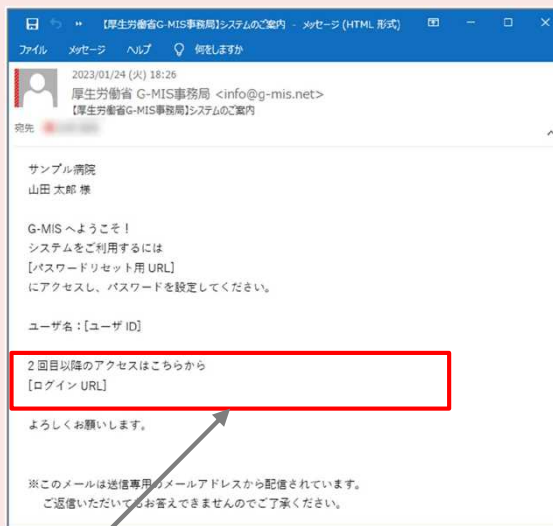 【厚生労働省G-MIS事務局】システムのご案内 - メッセージ (HTML 形式)
ファイル メッセージ ヘルプ 何をしますか
2023/01/24 (火) 18:26
厚生労働省 G-MIS事務局 <info@g-mis.net>
【厚生労働省G-MIS事務局】システムのご案内
宛先
サンプル病院
山田 太郎 様
G-MIS へようこそ！
システムをご利用するには
[パスワードリセット用 URL]
にアクセスし、パスワードを設定してください。
ユーザ名：[ユーザ ID]
2 回目以降のアクセスはこちらから
[ログイン URL]
よろしくお願いします。
※このメールは送信専用のメールアドレスから配信されています。
ご返信いただいてもお答えできませんのでご了承ください。